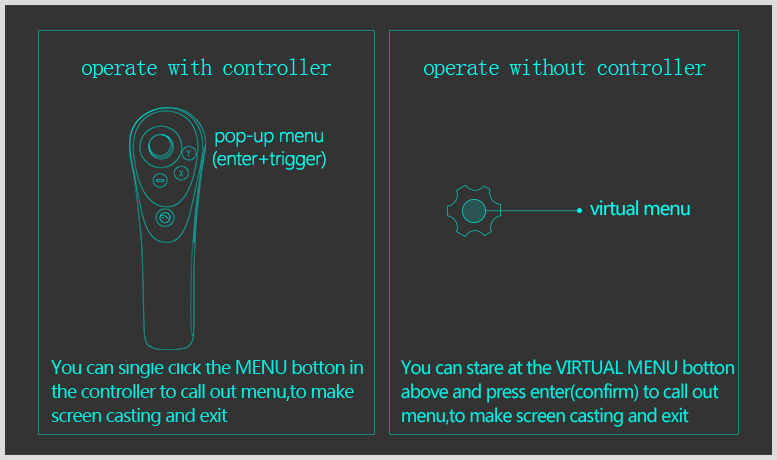 operate with controller
pop-up menu
(enter+trigger)
Y
X
You can single click the MENU botton in
the controller to call out menu,to make
screen casting and exit
operate without controller
virtual menu
You can stare at the VIRTUAL MENU botton
above and press enter(confirm) to call out
menu,to make screen casting and exit